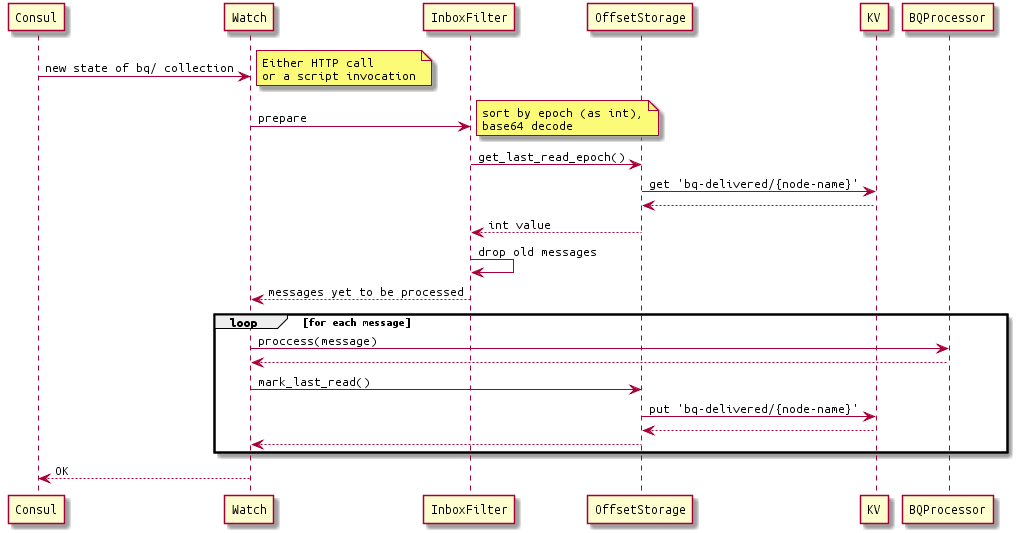 Consul
Watch
InboxFilter
OffsetStorage
KV
BQProcessor
new state of bq/ collection
Either HTTP call
or a script invocation
prepare
sort by epoch (as int),
base64 decode
get_last_read_epoch()
get 'bq-delivered/{node-name}'
int value
drop old messages
messages yet to be processed
loop
[for each message]
proccess(message)
mark_last_read()
put 'bq-delivered/{node-name}'
OK
Consul
Watch
InboxFilter
OffsetStorage
KV
BQProcessor